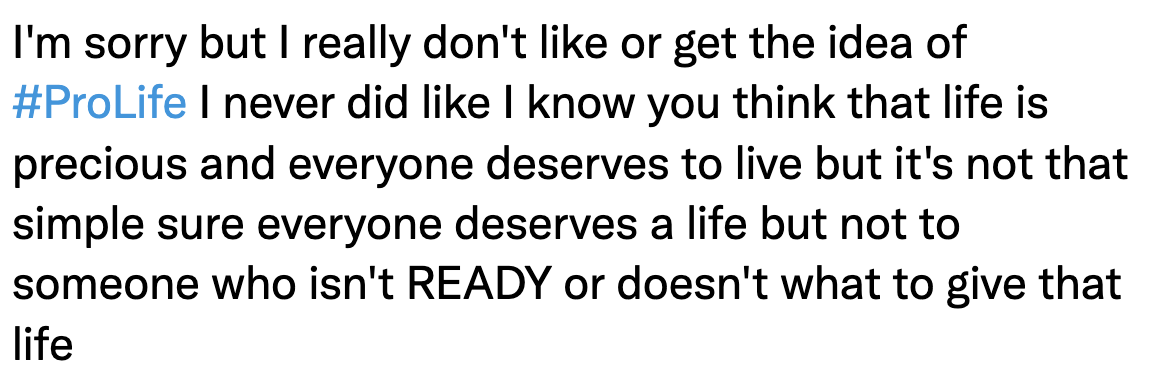 I'm sorry but I really don't like or get the idea of
#ProLife I never did like I know you think that life is
precious and everyone deserves to live but it's not that
simple sure everyone deserves a life but not to
someone who isn't READY or doesn't what to give that
life